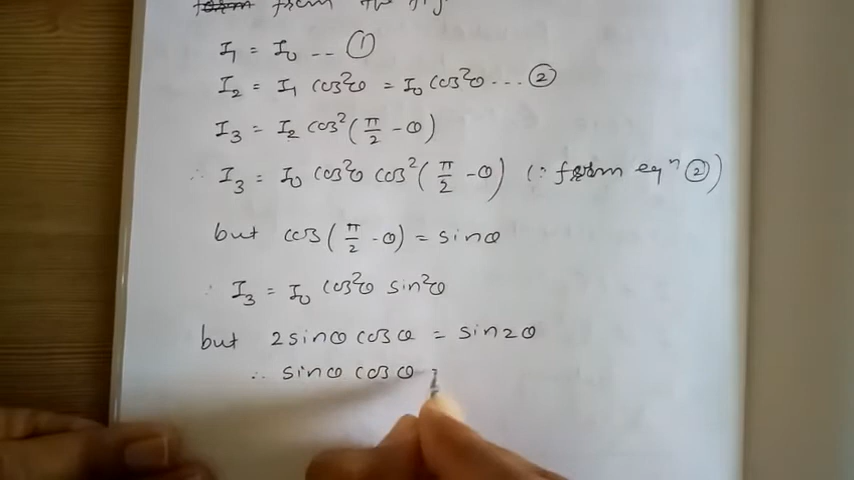 from the fig
I₁ = I₀ -- ①
I₂ = I₁ cos²θ = I₀ cos²θ --- ②
I₃ = I₂ cos²(π/2 - θ)
∴ I₃ = I₀ cos²θ cos²(π/2 - θ) (∵ from eqⁿ ②)
but cos(π/2 - θ) = sinθ
∴ I₃ = I₀ cos²θ sin²θ
but 2sinθ cosθ = sin2θ
∴ sinθ cosθ =